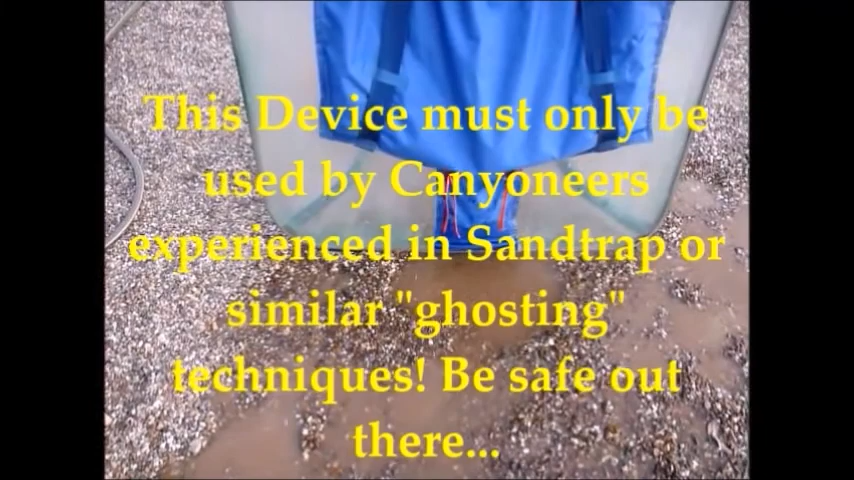 This Device must only be
used by Canyoneers
experienced in Sandtrap or
similar "ghosting"
techniques! Be safe out
there...